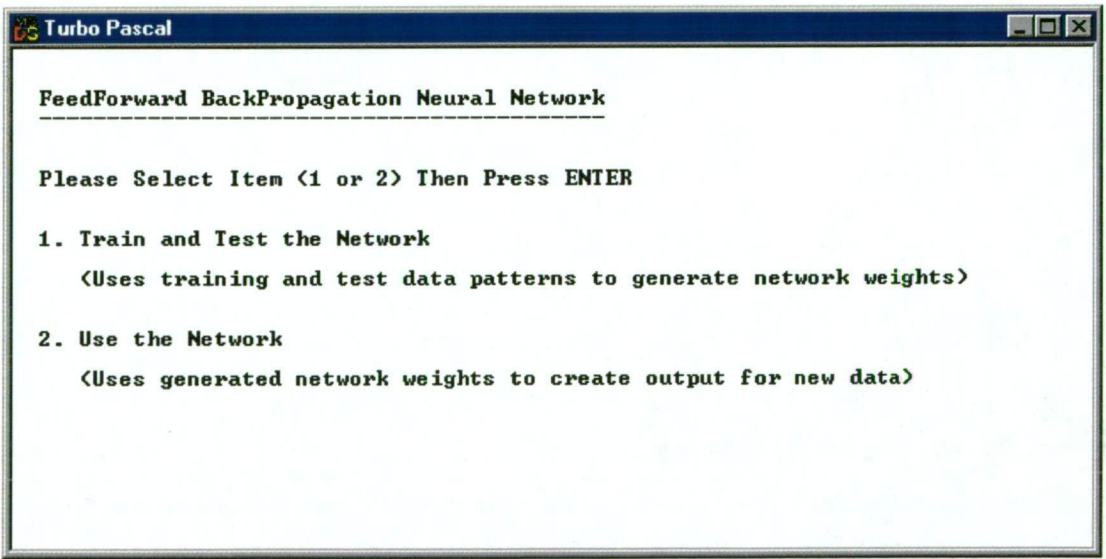 Turbo Pascal
FeedForward BackPropagation Neural Network
Please Select Item (1 or 2) Then Press ENTER
1. Train and Test the Network
(Uses training and test data patterns to generate network weights)
2. Use the Network
(Uses generated network weights to create output for new data)